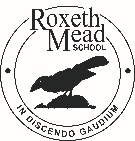 Roxeth
Mead
SCHOOL
• IN DISCENDO GAUDIUM •